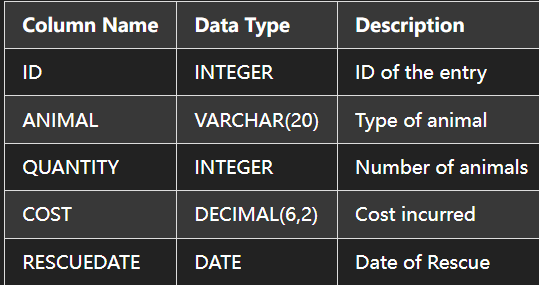 Column Name Data Type Description
ID INTEGER ID of the entry
ANIMAL VARCHAR(20) Type of animal
QUANTITY INTEGER Number of animals
COST DECIMAL(6,2) Cost incurred
RESCUEDATE DATE Date of Rescue